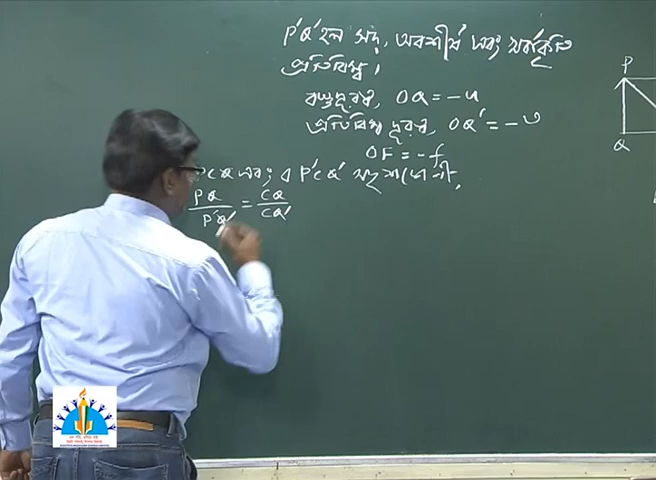 P'Q' হল সদ্, অবশীর্ষ এবং খর্বাকৃতি
প্রতিবিম্ব।
বস্তু দূরত্ব, OQ = -u
প্রতিবিম্ব দূরত্ব, OQ' = -v
OF = -f
PCQ এবং P'CQ' সদৃশকোণী,
PQ/P'Q' = CQ/CQ'
P
Q